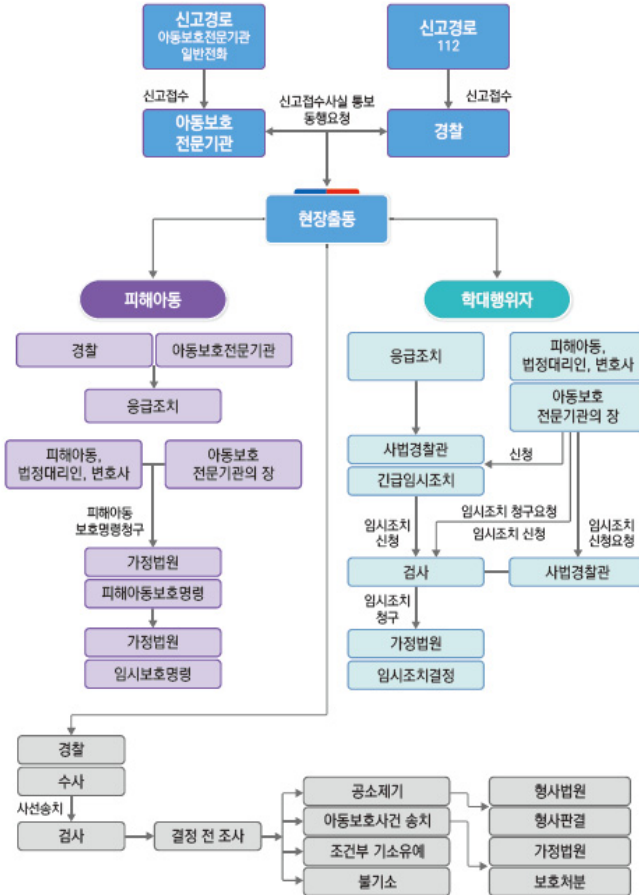 신고경로
아동보호전문기관
일반전화
신고경로
112
신고접수
신고접수사실 통보
동행요청
신고접수
아동보호
전문기관
경찰
현장출동
피해아동
학대행위자
경찰
아동보호전문기관
응급조치
피해아동,
법정대리인, 변호사
아동보호
전문기관의 장
피해아동
보호명령청구
가정법원
피해아동보호명령
가정법원
임시보호명령
응급조치
피해아동,
법정대리인, 변호사
아동보호
전문기관의 장
사법경찰관
신청
긴급임시조치
임시조치
신청
임시조치 청구요청
임시조치 신청
임시조치
신청요청
검사
사법경찰관
임시조치
청구
가정법원
임시조치결정
경찰
수사
사선송치
검사
결정 전 조사
공소제기
아동보호사건 송치
조건부 기소유예
불기소
형사법원
형사판결
가정법원
보호처분